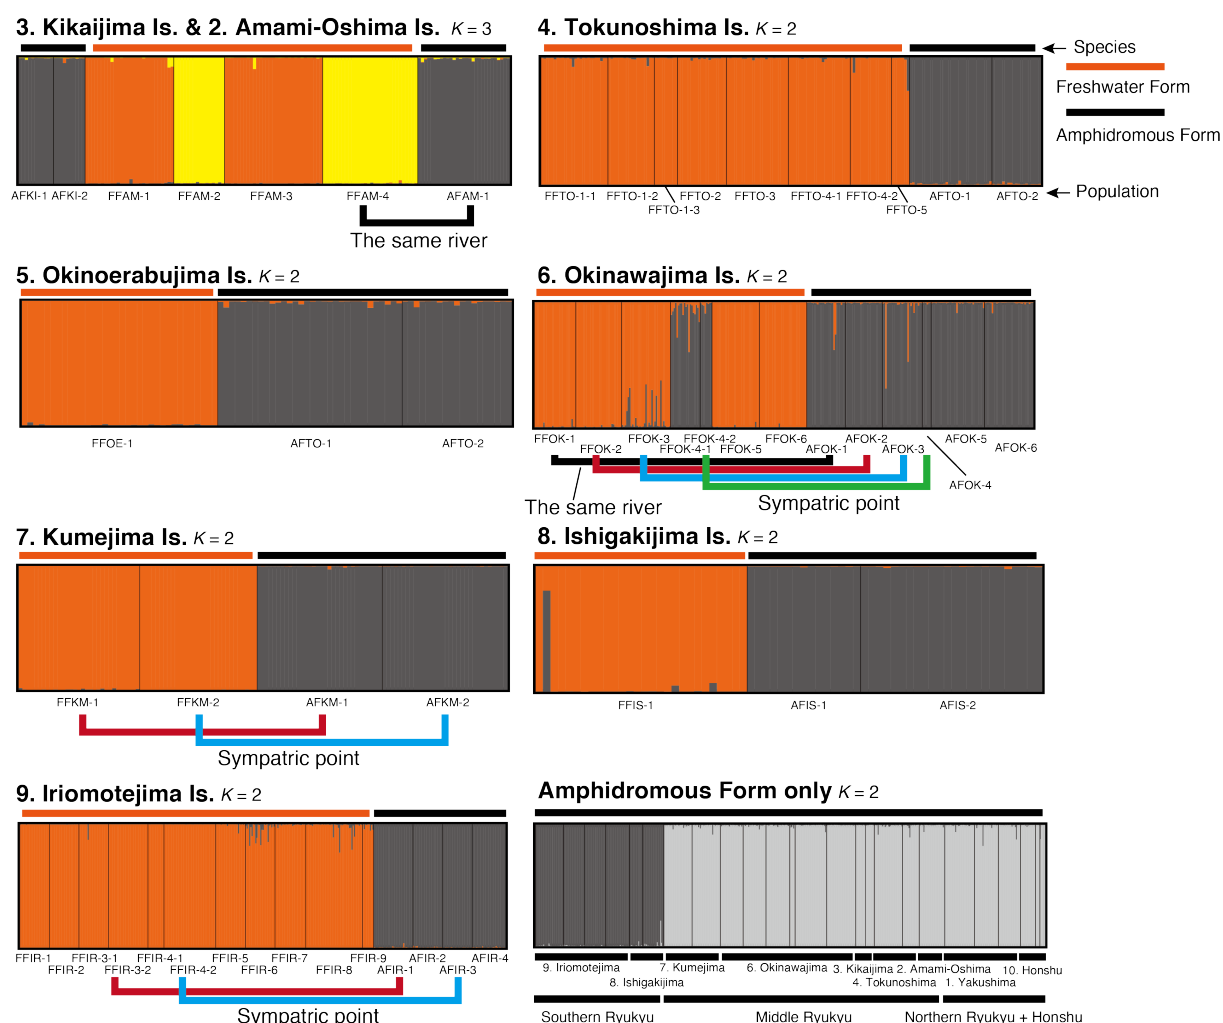 3. Kikaijima Is. & 2. Amami-Oshima Is. K = 3
AFKI-1 AFKI-2 FFAM-1 FFAM-2 FFAM-3 FFAM-4 AFAM-1
The same river
4. Tokunoshima Is. K = 2
Species
Freshwater Form
Amphidromous Form
Population
FFTO-1-1 FFTO-1-2 FFTO-2 FFTO-3 FFTO-4-1 FFTO-4-2 AFTO-1 AFTO-2
FFTO-1-3 FFTO-5
5. Okinoerabujima Is. K = 2
FFOE-1 AFTO-1 AFTO-2
6. Okinawajima Is. K = 2
FFOK-1 FFOK-3 FFOK-4-2 FFOK-6 AFOK-2 AFOK-5
FFOK-2 FFOK-4-1 FFOK-5 AFOK-1 AFOK-3 AFOK-6
AFOK-4
The same river
Sympatric point
7. Kumejima Is. K = 2
FFKM-1 FFKM-2 AFKM-1 AFKM-2
Sympatric point
8. Ishigakijima Is. K = 2
FFIS-1 AFIS-1 AFIS-2
9. Iriomotejima Is. K = 2
FFIR-1 FFIR-3-1 FFIR-4-1 FFIR-5 FFIR-7 FFIR-9 AFIR-2 AFIR-4
FFIR-2 FFIR-3-2 FFIR-4-2 FFIR-6 FFIR-8 AFIR-1 AFIR-3
Sympatric point
Amphidromous Form only K = 2
9. Iriomotejima 7. Kumejima 6. Okinawajima 3. Kikaijima 2. Amami-Oshima 10. Honshu
8. Ishigakijima 4. Tokunoshima 1. Yakushima
Southern Ryukyu Middle Ryukyu Northern Ryukyu + Honshu